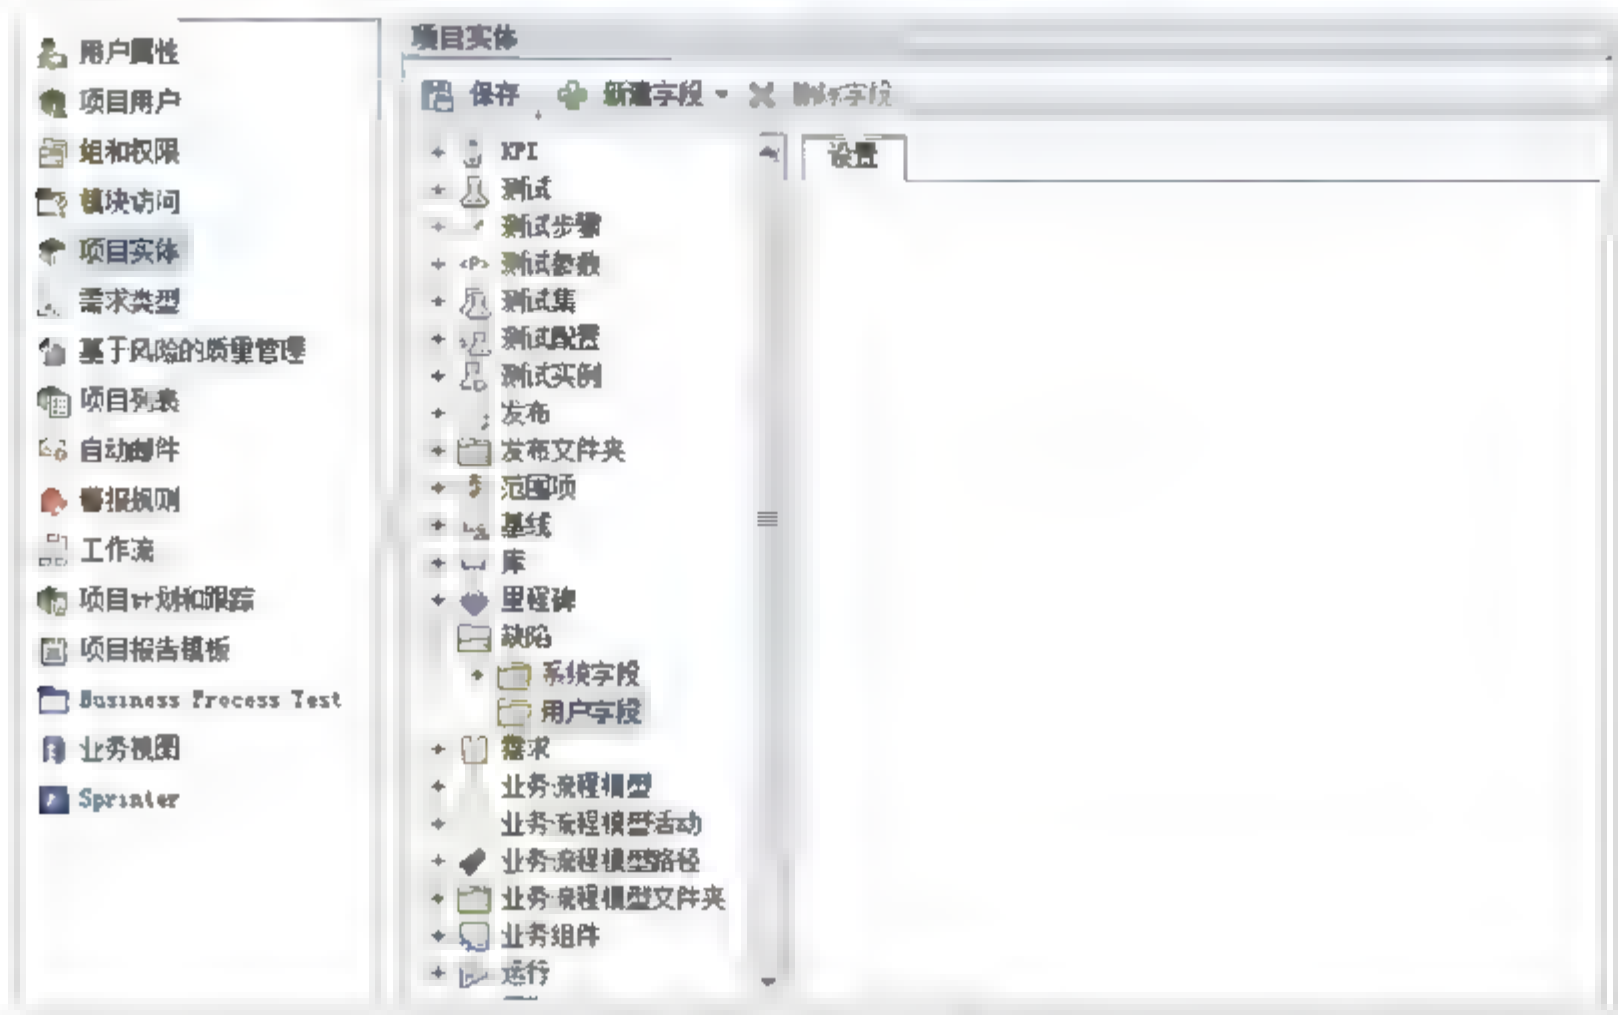 用户属性
项目用户
组和权限
模块访问
项目实体
需求类型
基于风险的质量管理
项目列表
自动邮件
警报规则
工作流
项目计划和跟踪
项目报告模板
Business Process Test
业务视图
Sprinter
项目实体
保存 新建字段 删除字段
KPI
测试
测试步骤
测试参数
测试集
测试配置
测试实例
发布
发布文件夹
范围项
基线
库
里程碑
缺陷
系统字段
用户字段
需求
业务流程模型
业务流程模型活动
业务流程模型路径
业务流程模型文件夹
业务组件
运行
设置